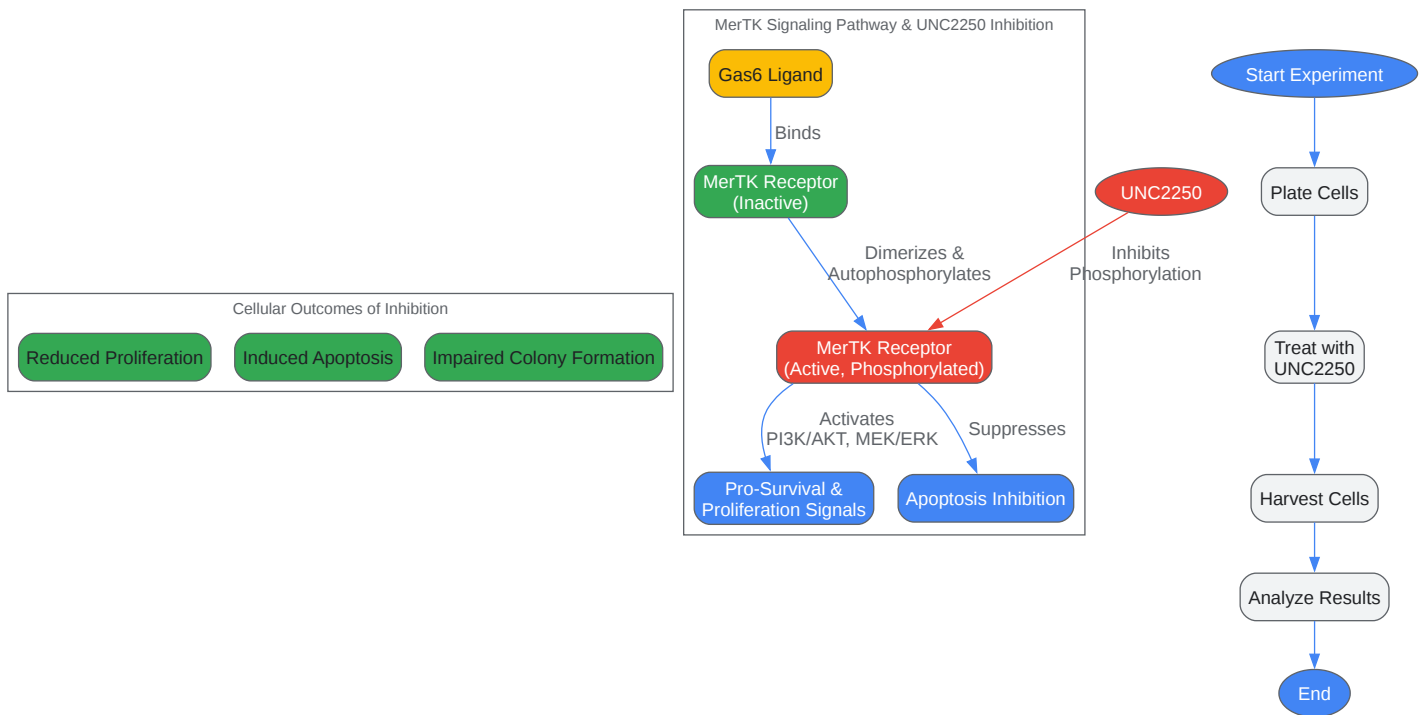 MerTK Signaling Pathway & UNC2250 Inhibition
Gas6 Ligand
Binds
MerTK Receptor
(Inactive)
Dimerizes &
Autophosphorylates
UNC2250
Inhibits
Phosphorylation
MerTK Receptor
(Active, Phosphorylated)
Activates
PI3K/AKT, MEK/ERK
Suppresses
Pro-Survival &
Proliferation Signals
Apoptosis Inhibition
Cellular Outcomes of Inhibition
Reduced Proliferation
Induced Apoptosis
Impaired Colony Formation
Start Experiment
Plate Cells
Treat with
UNC2250
Harvest Cells
Analyze Results
End